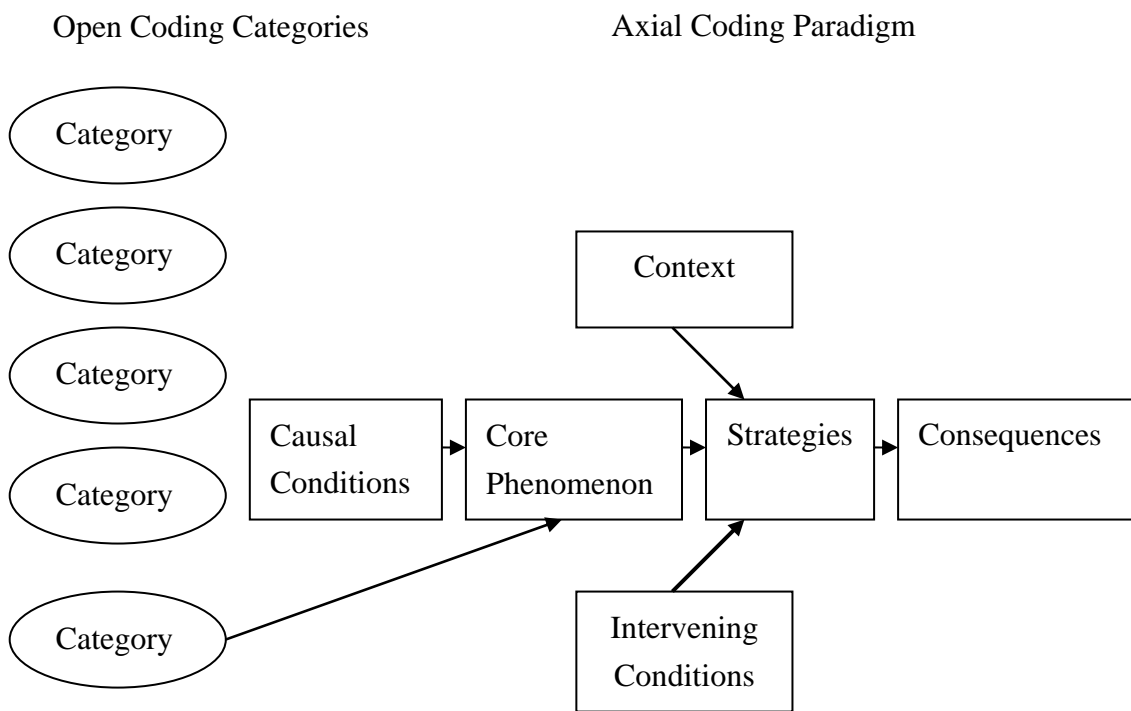 Open Coding Categories
Axial Coding Paradigm
Category
Category
Category
Category
Category
Context
Causal
Conditions
Core
Phenomenon
Strategies
Consequences
Intervening
Conditions